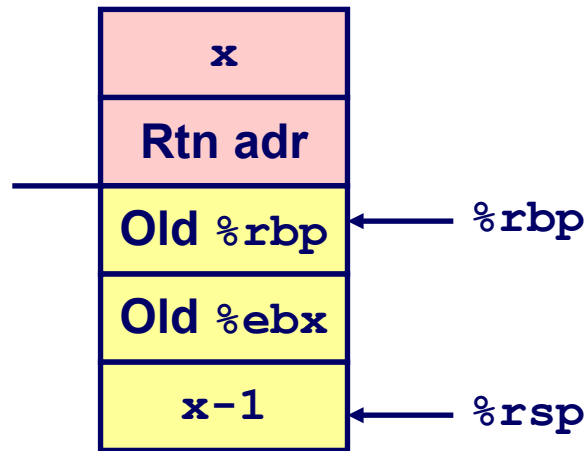 x
Rtn adr
Old %rbp
%rbp
Old %ebx
x-1
%rsp